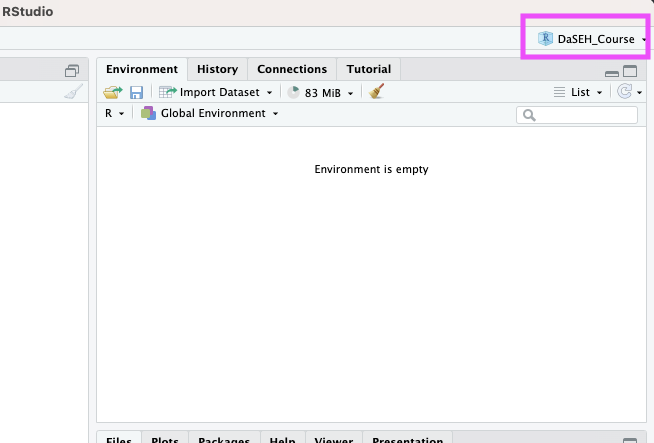 RStudio
DaSEH_Course
Environment History Connections Tutorial
Import Dataset 83 MiB List
R Global Environment
Environment is empty
Files Plots Packages Help Viewer Presentation